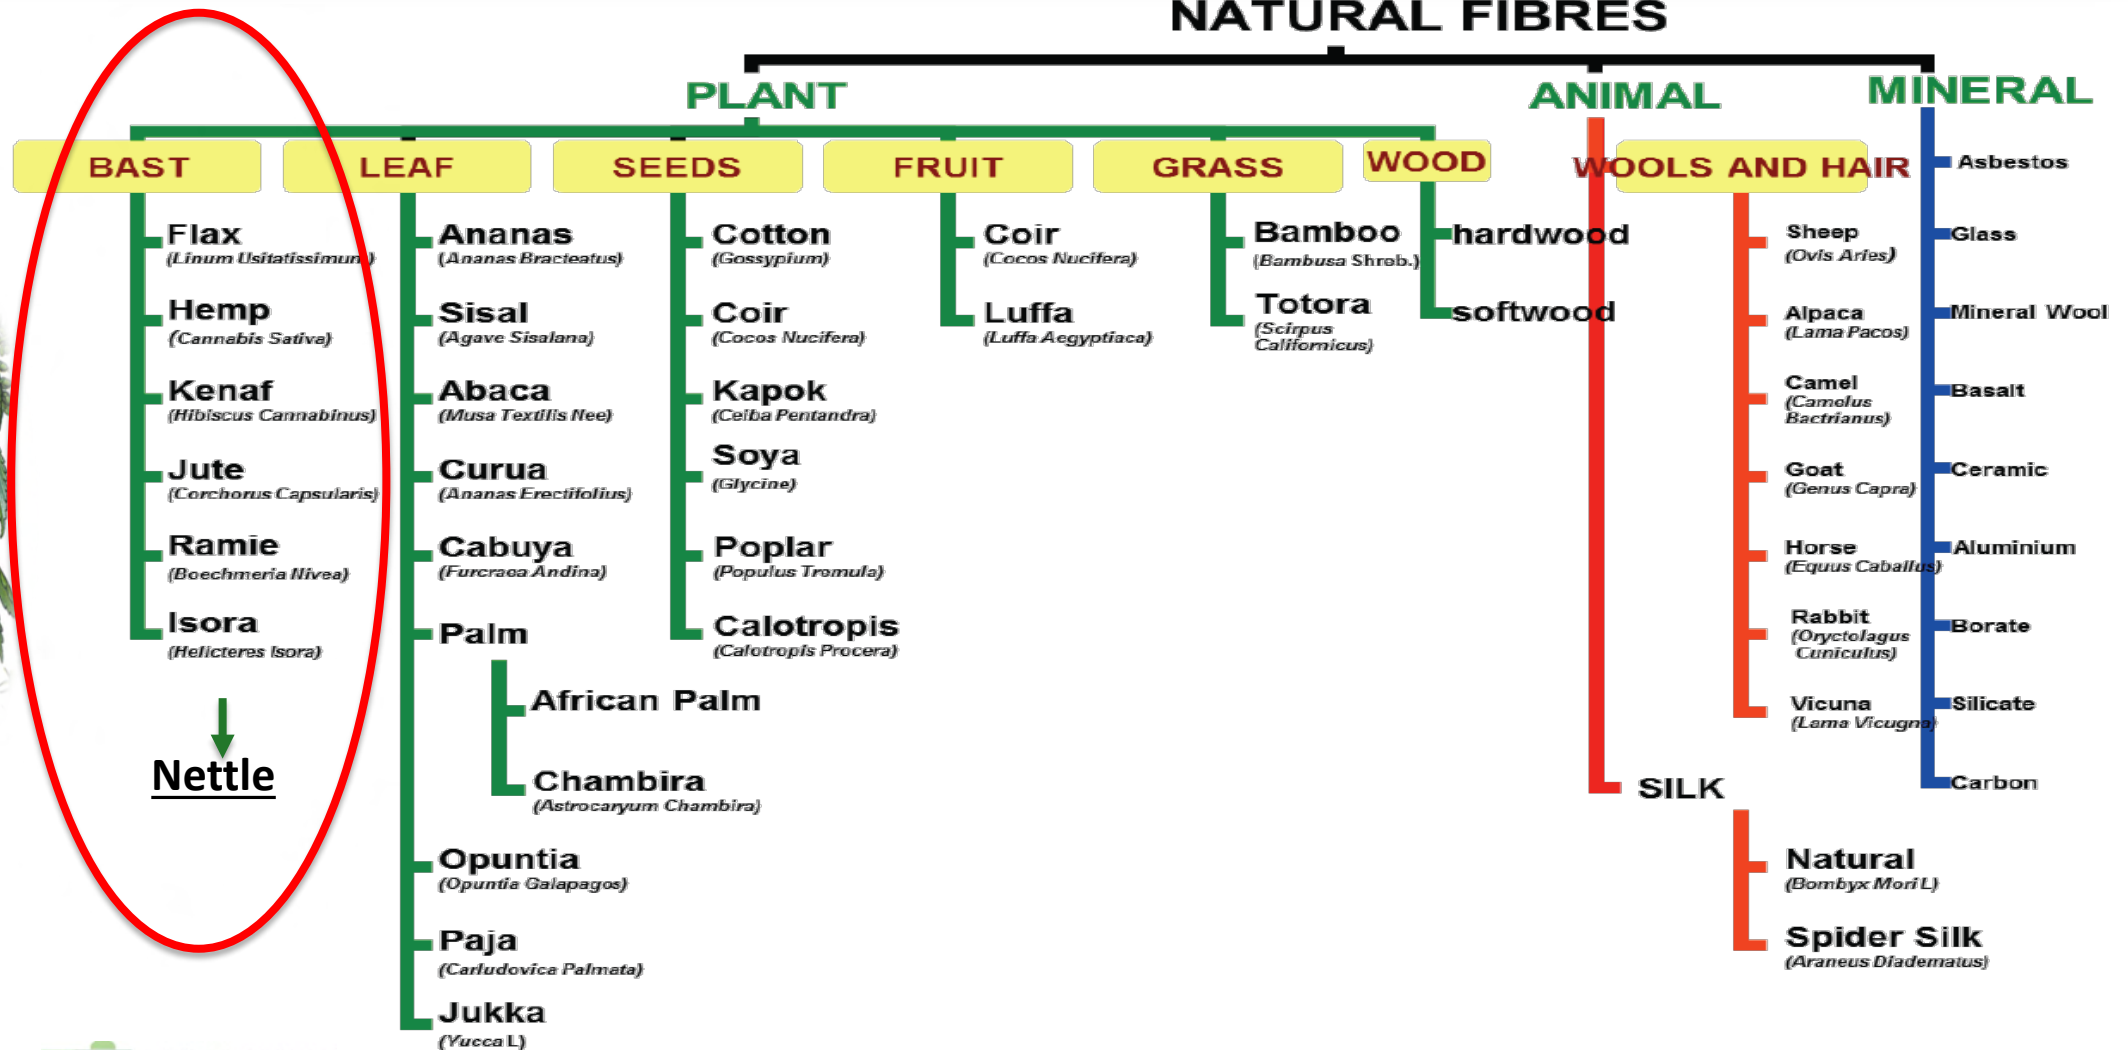 NATURAL FIBRES
PLANT
ANIMAL
MINERAL
BAST
Flax
(Linum Usitatissimum)
Hemp
(Cannabis Sativa)
Kenaf
(Hibiscus Cannabinus)
Jute
(Corchorus Capsularis)
Ramie
(Boechmeria Nivea)
Isora
(Helicteres Isora)
Nettle
LEAF
Ananas
(Ananas Bracteatus)
Sisal
(Agave Sisalana)
Abaca
(Musa Textilis Nee)
Curua
(Ananas Erectifolius)
Cabuya
(Furcraea Andina)
Palm
African Palm
Chambira
(Astrocaryum Chambira)
Opuntia
(Opuntia Galapagos)
Paja
(Carludovica Palmata)
Jukka
(Yucca L)
SEEDS
Cotton
(Gossypium)
Coir
(Cocos Nucifera)
Kapok
(Ceiba Pentandra)
Soya
(Glycine)
Poplar
(Populus Tremula)
Calotropis
(Calotropis Procera)
FRUIT
Coir
(Cocos Nucifera)
Luffa
(Luffa Aegyptiaca)
GRASS
Bamboo
(Bambusa Shreb.)
Totora
(Scirpus
Californicus)
WOOD
hardwood
softwood
WOOLS AND HAIR
Sheep
(Ovis Aries)
Alpaca
(Lama Pacos)
Camel
(Camelus
Bactrianus)
Goat
(Genus Capra)
Horse
(Equus Caballus)
Rabbit
(Oryctolagus
Cuniculus)
Vicuna
(Lama Vicugna)
SILK
Natural
(Bombyx Mori L)
Spider Silk
(Araneus Diadematus)
Asbestos
Glass
Mineral Wool
Basalt
Ceramic
Aluminium
Borate
Silicate
Carbon